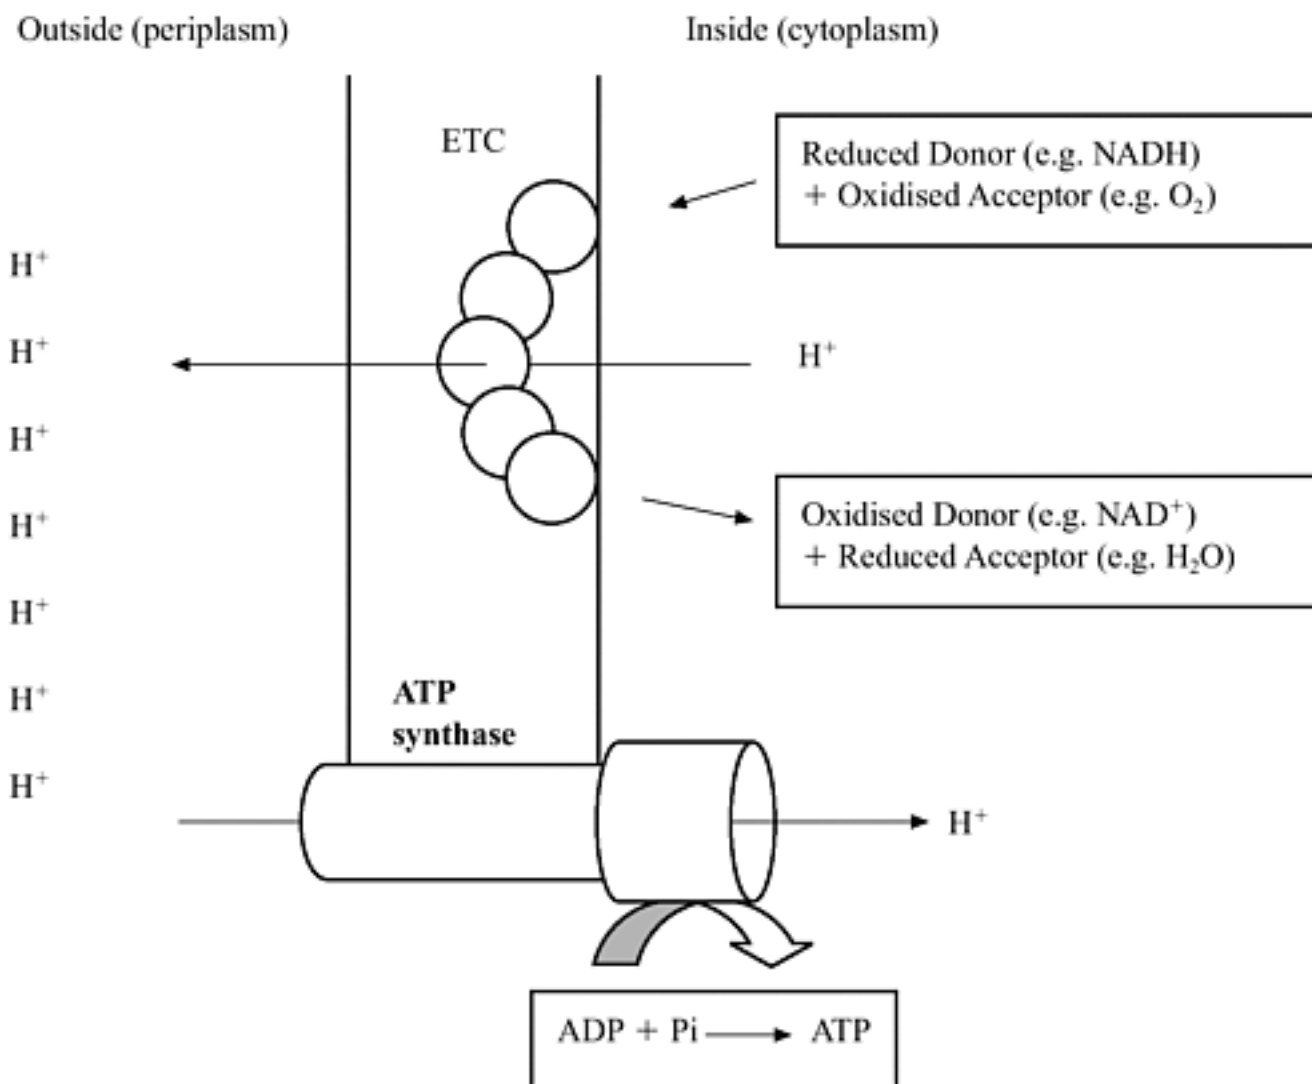 Outside (periplasm)
Inside (cytoplasm)
ETC
Reduced Donor (e.g. NADH)
+ Oxidised Acceptor (e.g. O₂)
H⁺
H⁺
H⁺
H⁺
H⁺
Oxidised Donor (e.g. NAD⁺)
+ Reduced Acceptor (e.g. H₂O)
H⁺
H⁺
ATP
synthase
H⁺
H⁺
ADP + Pi ⟶ ATP